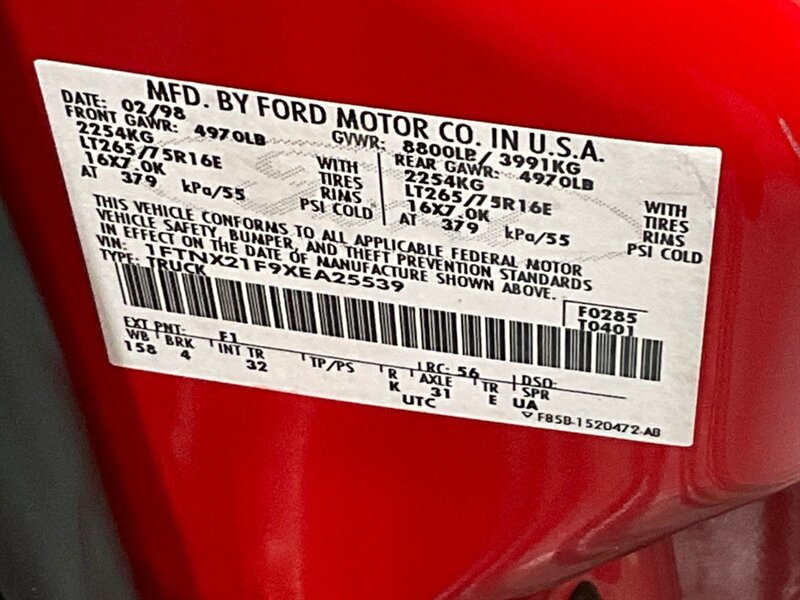 MFD. BY FORD MOTOR CO. IN U.S.A.
DATE: 02/98 GVWR: 8800LB/ 3991KG
FRONT GAWR: 4970LB REAR GAWR: 4970LB
2254KG WITH 2254KG WITH
LT265/75R16E TIRES LT265/75R16E TIRES
16X7.0K RIMS 16X7.0K RIMS
AT 379 kPa/55 PSI COLD AT 379 kPa/55 PSI COLD
THIS VEHICLE CONFORMS TO ALL APPLICABLE FEDERAL MOTOR
VEHICLE SAFETY, BUMPER, AND THEFT PREVENTION STANDARDS
IN EFFECT ON THE DATE OF MANUFACTURE SHOWN ABOVE.
VIN: 1FTNX21F9XEA25539 F0285
TYPE: TRUCK T0401
EXT PNT: F1 RC: 56 DSO:
WB BRK INT TR TP/PS R AXLE TR SPR
158 4 32 K 31 E UA
UTC
▽ F85B-1520472-AB